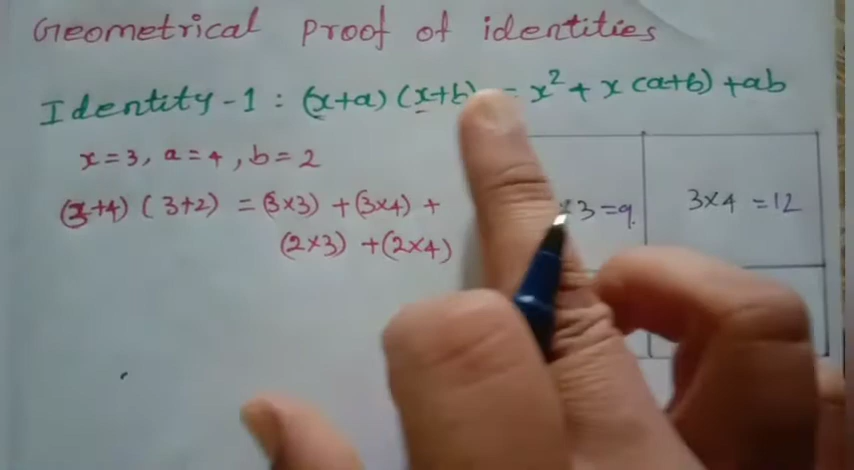 Geometrical Proof of identities
Identity-1 : (x+a) (x+b) = x² + x (a+b) + ab
x=3, a=4, b=2
(3+4) (3+2) = (3×3) + (3×4) +
(2×3) + (2×4)
×3 = 9
3×4 = 12